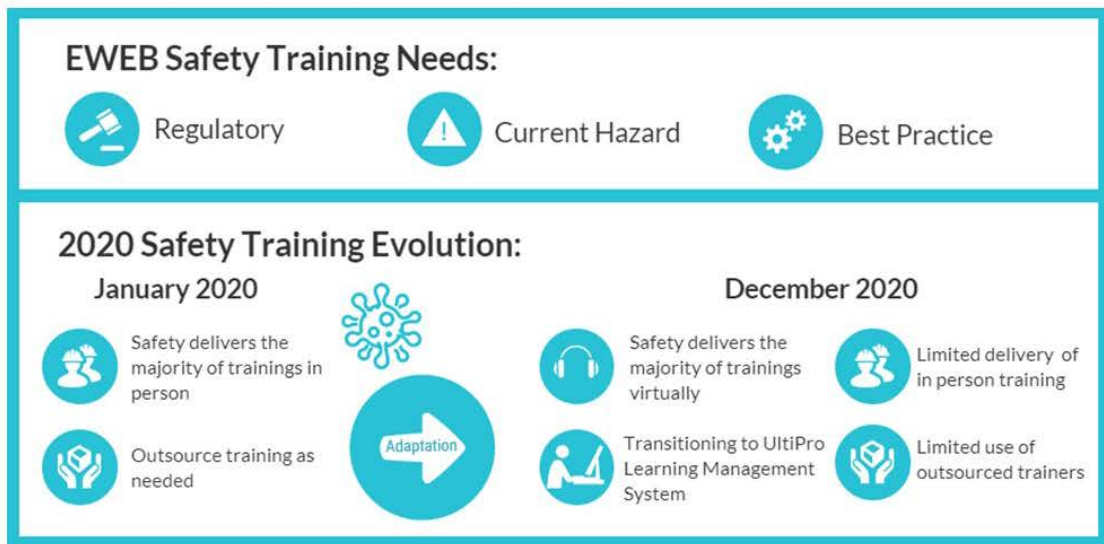 EWEB Safety Training Needs:
Regulatory
Current Hazard
Best Practice
2020 Safety Training Evolution:
January 2020
Safety delivers the
majority of trainings in
person
Outsource training as
needed
Adaptation
December 2020
Safety delivers the
majority of trainings
virtually
Limited delivery of
in person training
Transitioning to UltiPro
Learning Management
System
Limited use of
outsourced trainers